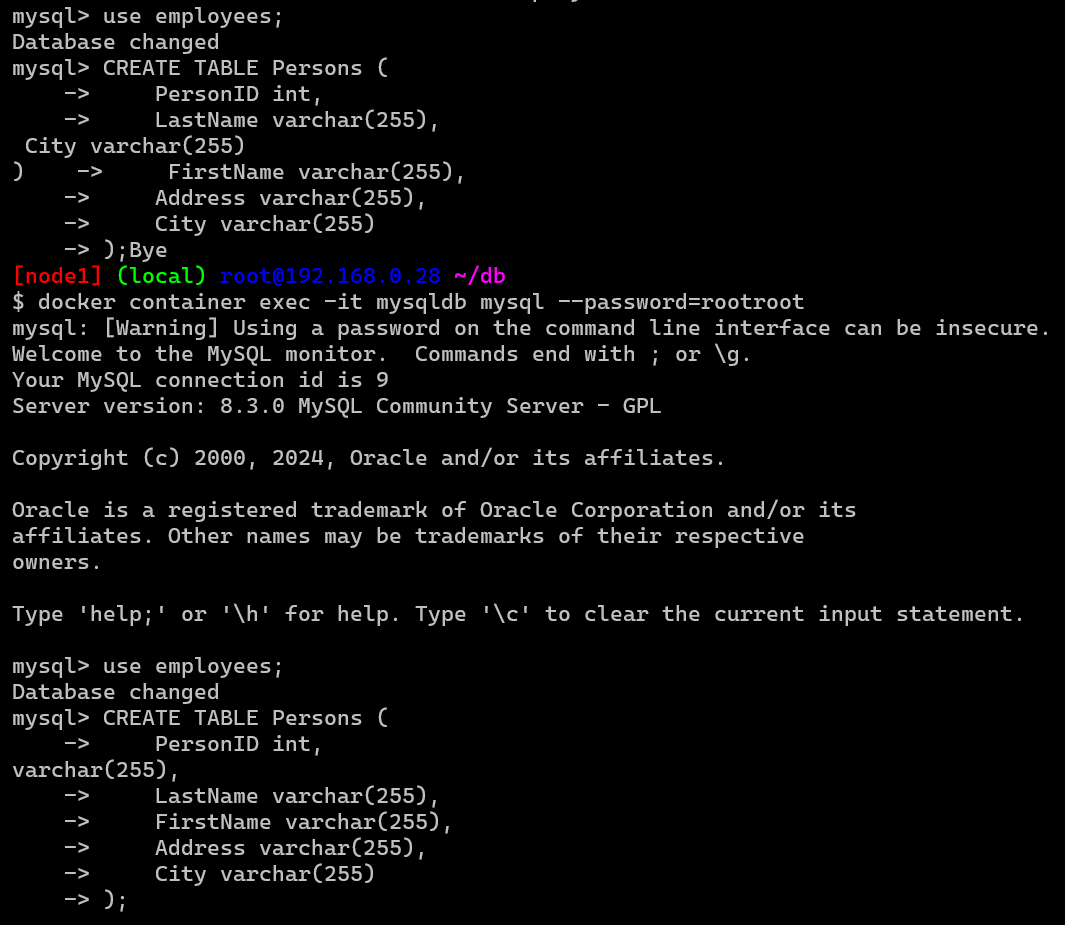 mysql> use employees;
Database changed
mysql> CREATE TABLE Persons (
    ->     PersonID int,
    ->     LastName varchar(255),
 City varchar(255)
)    ->     FirstName varchar(255),
    ->     Address varchar(255),
    ->     City varchar(255)
    -> );Bye
[node1] (local) root@192.168.0.28 ~/db
$ docker container exec -it mysqldb mysql --password=rootroot
mysql: [Warning] Using a password on the command line interface can be insecure.
Welcome to the MySQL monitor.  Commands end with ; or \g.
Your MySQL connection id is 9
Server version: 8.3.0 MySQL Community Server - GPL

Copyright (c) 2000, 2024, Oracle and/or its affiliates.

Oracle is a registered trademark of Oracle Corporation and/or its
affiliates. Other names may be trademarks of their respective
owners.

Type 'help;' or '\h' for help. Type '\c' to clear the current input statement.

mysql> use employees;
Database changed
mysql> CREATE TABLE Persons (
    ->     PersonID int,
varchar(255),
    ->     LastName varchar(255),
    ->     FirstName varchar(255),
    ->     Address varchar(255),
    ->     City varchar(255)
    -> );